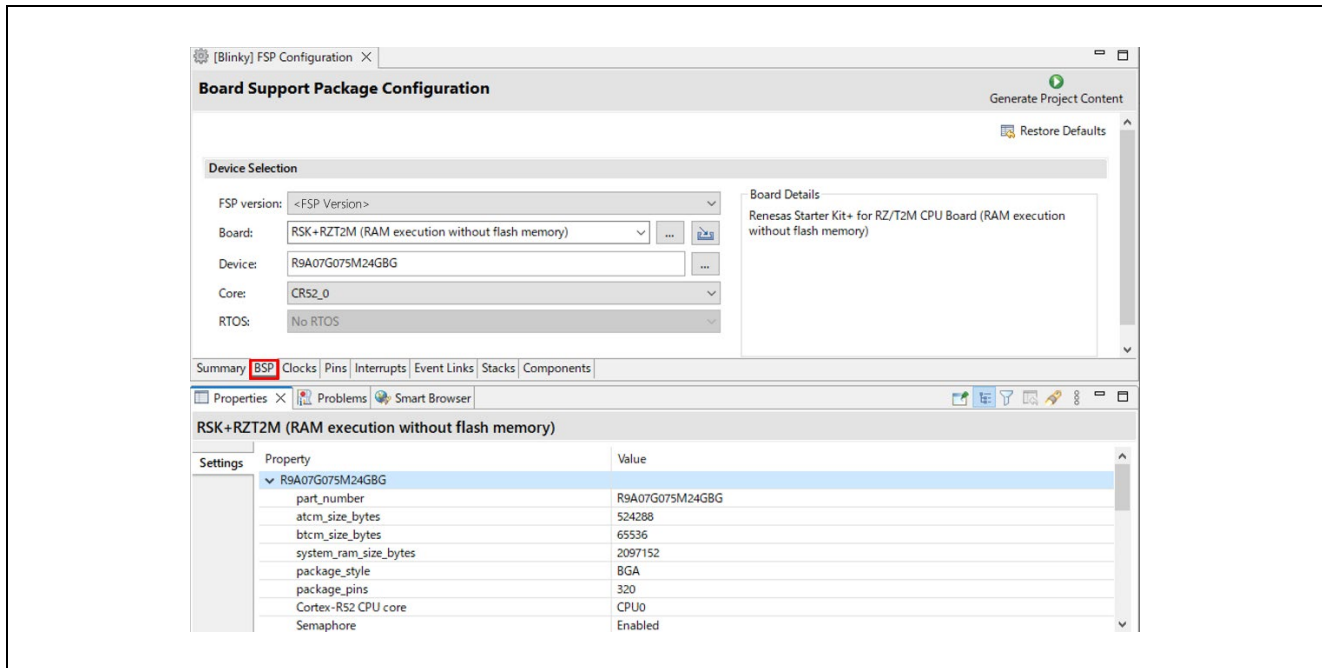 [Blinky] FSP Configuration
Board Support Package Configuration
Generate Project Content
Restore Defaults
Device Selection
FSP version: <FSP Version>
Board: RSK+RZT2M (RAM execution without flash memory) ...
Device: R9A07G075M24GBG ...
Core: CR52_0
RTOS: No RTOS
Board Details
Renesas Starter Kit+ for RZ/T2M CPU Board (RAM execution
without flash memory)
Summary BSP Clocks Pins Interrupts Event Links Stacks Components
Properties Problems Smart Browser
RSK+RZT2M (RAM execution without flash memory)
Settings Property Value
R9A07G075M24GBG
part_number R9A07G075M24GBG
atcm_size_bytes 524288
btcm_size_bytes 65536
system_ram_size_bytes 2097152
package_style BGA
package_pins 320
Cortex-R52 CPU core CPU0
Semaphore Enabled